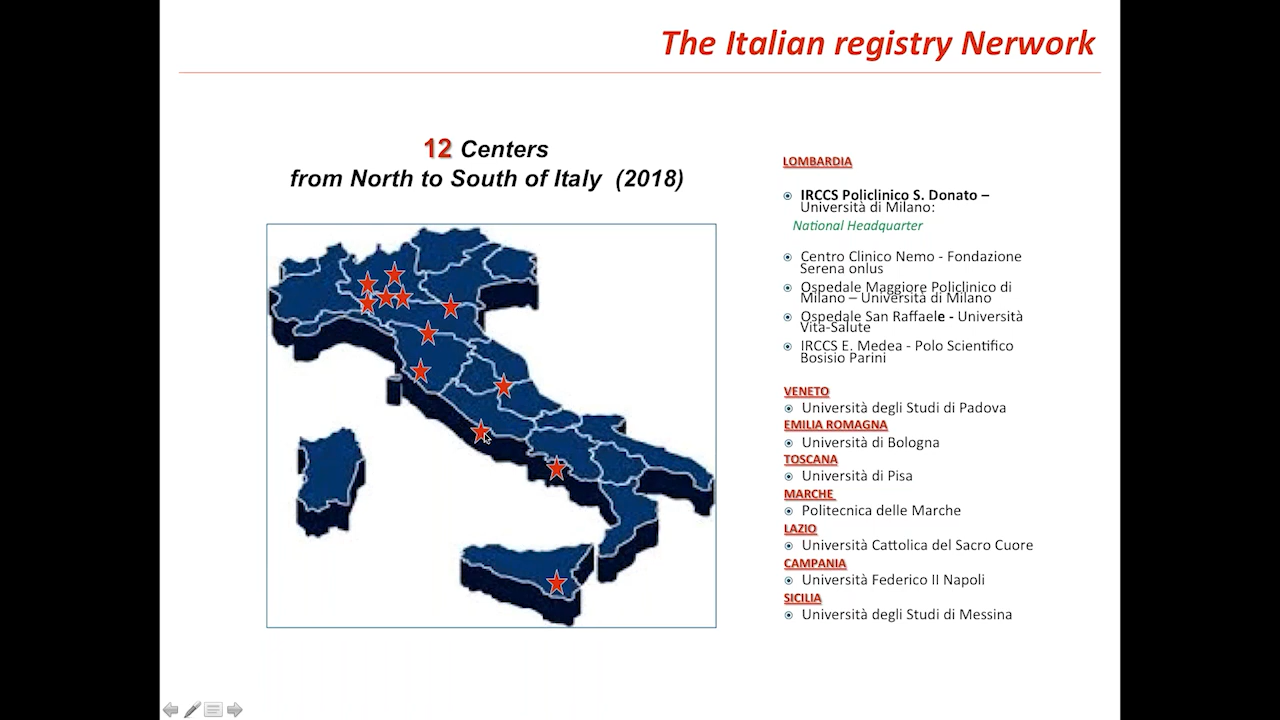 The Italian registry Nerwork
12 Centers
from North to South of Italy (2018)
LOMBARDIA
IRCCS Policlinico S. Donato –
Università di Milano:
National Headquarter
Centro Clinico Nemo - Fondazione
Serena onlus
Ospedale Maggiore Policlinico di
Milano – Università di Milano
Ospedale San Raffaele - Università
Vita-Salute
IRCCS E. Medea - Polo Scientifico
Bosisio Parini
VENETO
Università degli Studi di Padova
EMILIA ROMAGNA
Università di Bologna
TOSCANA
Università di Pisa
MARCHE
Politecnica delle Marche
LAZIO
Università Cattolica del Sacro Cuore
CAMPANIA
Università Federico II Napoli
SICILIA
Università degli Studi di Messina